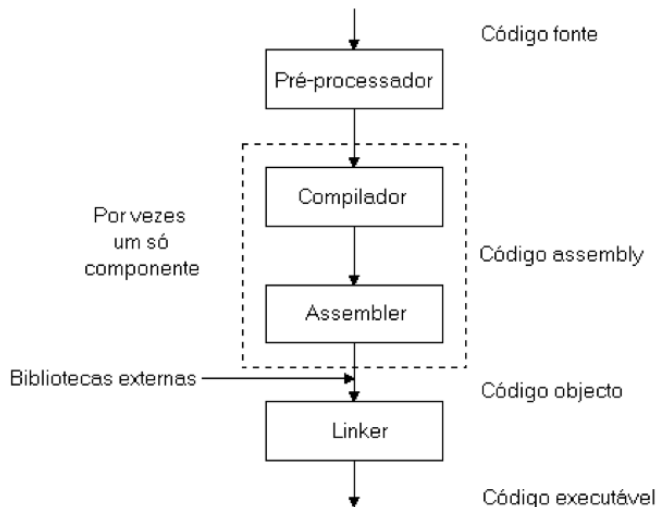 Código fonte
Pré-processador
Compilador
Por vezes
um só
componente
Código assembly
Assembler
Bibliotecas externas
Código objecto
Linker
Código executável